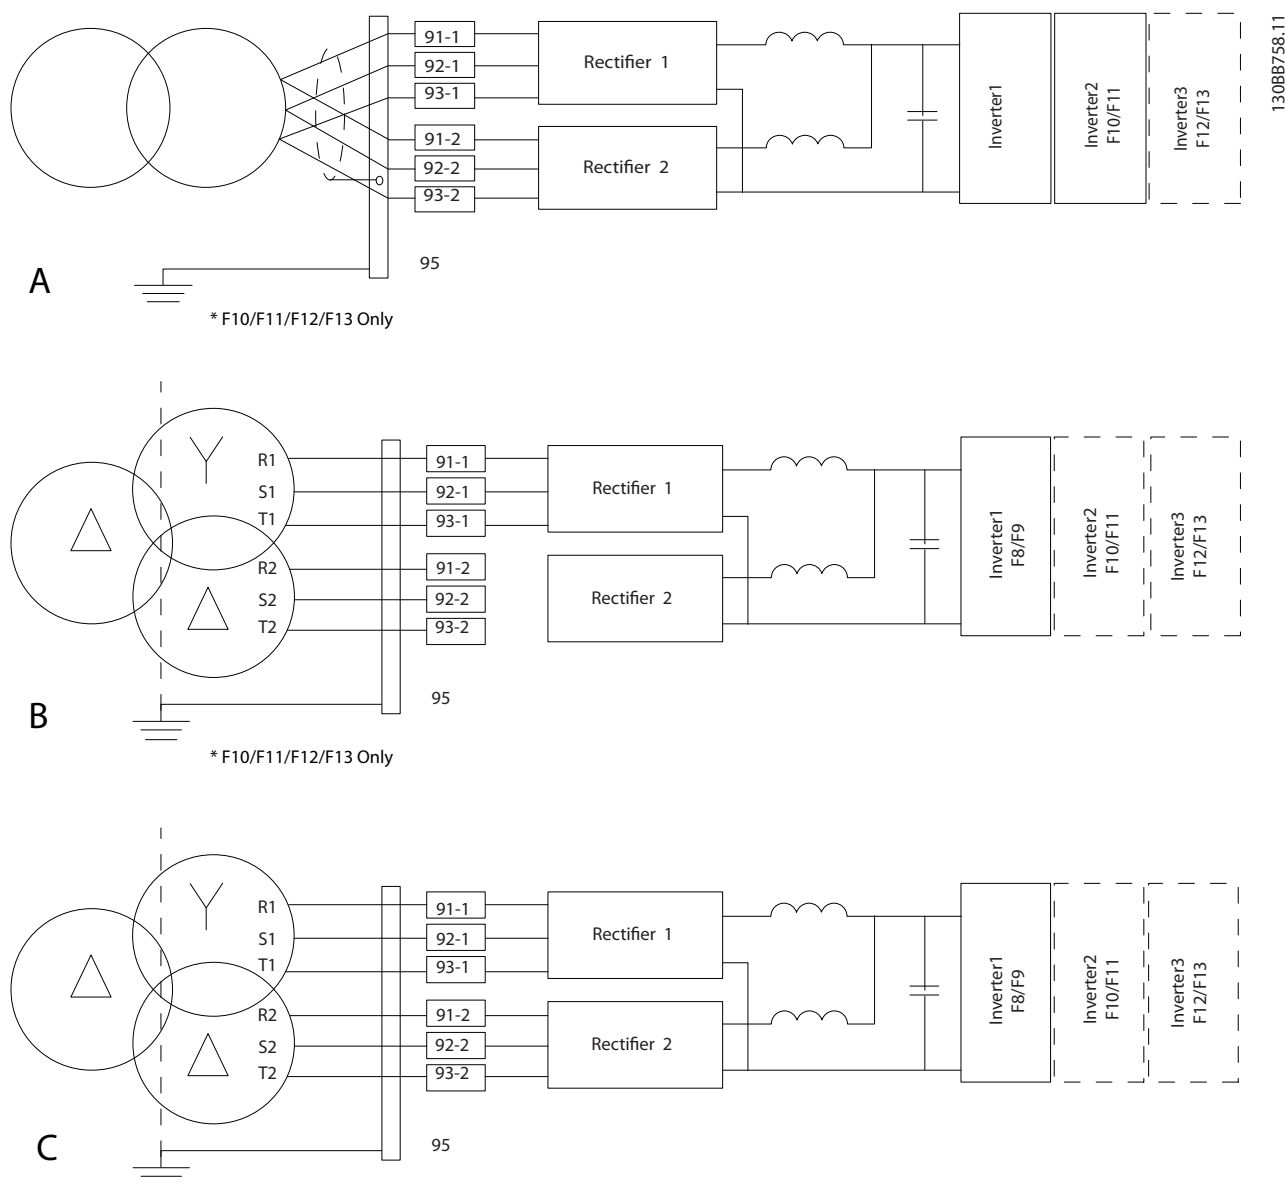 130BB758.11
91-1
92-1
93-1
91-2
92-2
93-2
Rectifier 1
Rectifier 2
Inverter1
Inverter2
F10/F11
Inverter3
F12/F13
95
A
* F10/F11/F12/F13 Only
R1
S1
T1
R2
S2
T2
91-1
92-1
93-1
91-2
92-2
93-2
Rectifier 1
Rectifier 2
Inverter1
F8/F9
Inverter2
F10/F11
Inverter3
F12/F13
95
B
* F10/F11/F12/F13 Only
R1
S1
T1
R2
S2
T2
91-1
92-1
93-1
91-2
92-2
93-2
Rectifier 1
Rectifier 2
Inverter1
F8/F9
Inverter2
F10/F11
Inverter3
F12/F13
95
C